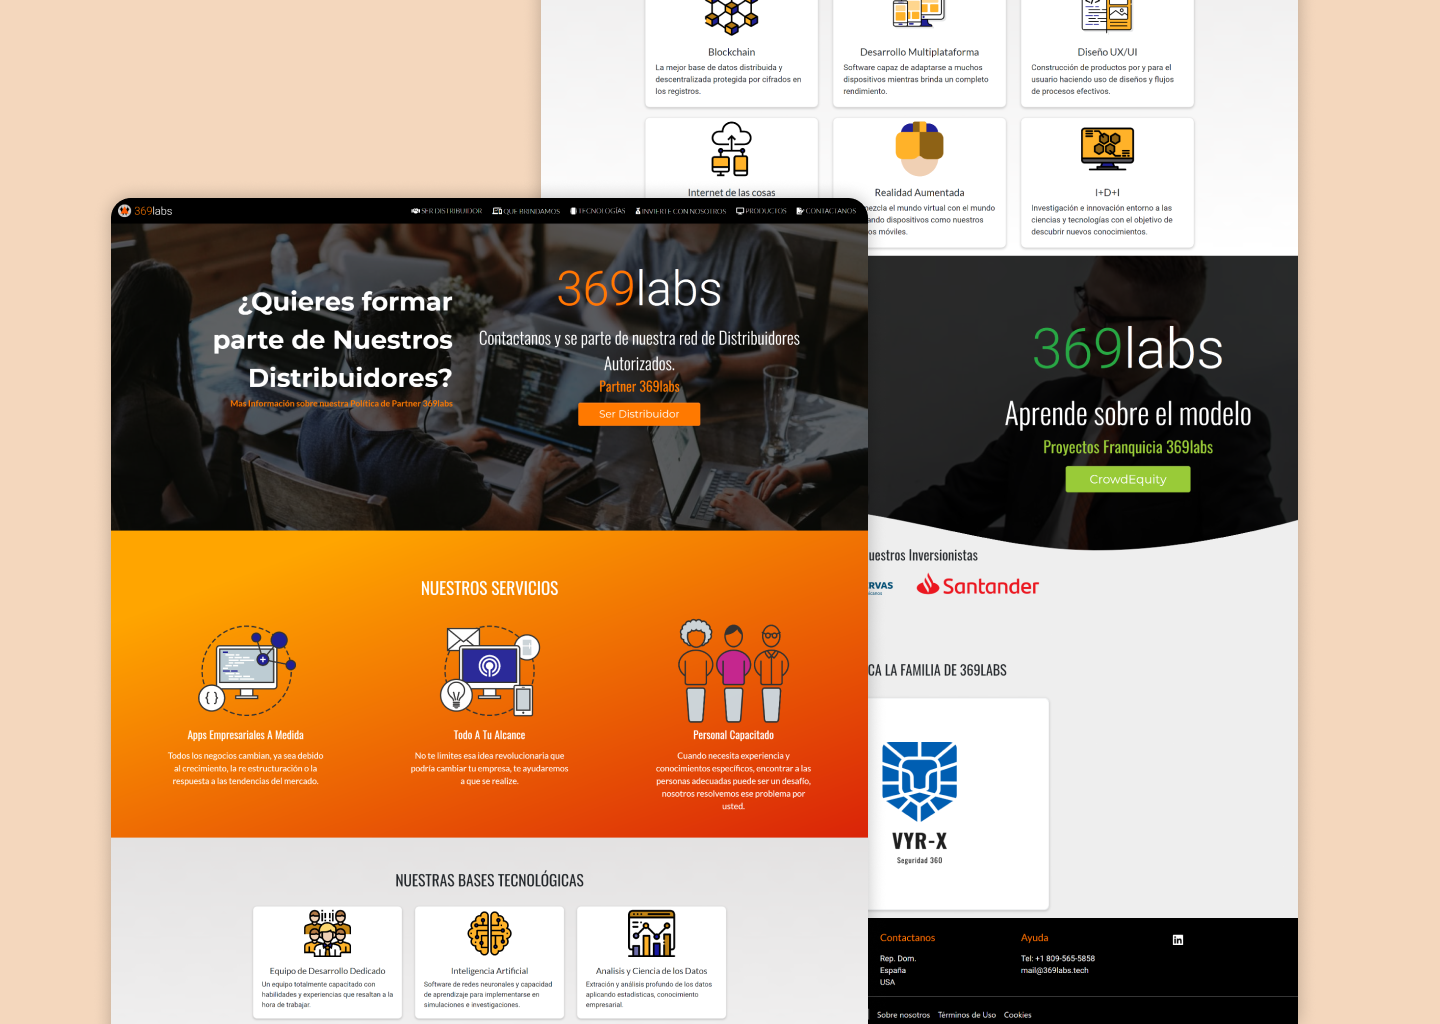 Blockchain
La mejor base de datos distribuida y
descentralizada protegida por cifrados en
los registros.
Desarrollo Multiplataforma
Software capaz de adaptarse a muchos
dispositivos mientras brinda un completo
rendimiento.
Diseño UX/UI
Construcción de productos por y para el
usuario haciendo uso de diseños y flujos
de procesos efectivos.
Internet de las cosas
Realidad Aumentada
mezcla el mundo virtual con el mundo
ando dispositivos como nuestros
os móviles.
I+D+I
Investigación e innovación entorno a las
ciencias y tecnologías con el objetivo de
descubrir nuevos conocimientos.
369labs
SER DISTRIBUIDOR QUE BRINDAMOS TECNOLOGÍAS INVIERTE CON NOSOTROS PRODUCTOS CONTACTANOS
¿Quieres formar
parte de Nuestros
Distribuidores?
Mas Información sobre nuestra Política de Partner 369labs
369labs
Contactanos y se parte de nuestra red de Distribuidores
Autorizados.
Partner 369labs
Ser Distribuidor
369labs
Aprende sobre el modelo
Proyectos Franquicia 369labs
CrowdEquity
uestros Inversionistas
RVAS
Santander
NUESTROS SERVICIOS
Apps Empresariales A Medida
Todos los negocios cambian, ya sea debido
al crecimiento, la re estructuración o la
respuesta a las tendencias del mercado.
Todo A Tu Alcance
No te limites esa idea revolucionaria que
podría cambiar tu empresa, te ayudaremos
a que se realize.
Personal Capacitado
Cuando necesita experiencia y
conocimientos específicos, encontrar a las
personas adecuadas puede ser un desafío,
nosotros resolvemos ese problema por
usted.
CA LA FAMILIA DE 369LABS
VYR-X
Seguridad 360
NUESTRAS BASES TECNOLÓGICAS
Equipo de Desarrollo Dedicado
Un equipo totalmente capacitado con
habilidades y experiencias que resaltan a la
hora de trabajar.
Inteligencia Artificial
Software de redes neuronales y capacidad
de aprendizaje para implementarse en
simulaciones e investigaciones.
Analisis y Ciencia de los Datos
Extración y análisis profundo de los datos
aplicando estadísticas, conocimiento
empresarial.
Contactanos
Rep. Dom.
España
USA
Ayuda
Tel: +1 809-565-5858
mail@369labs.tech
Sobre nosotros Términos de Uso Cookies